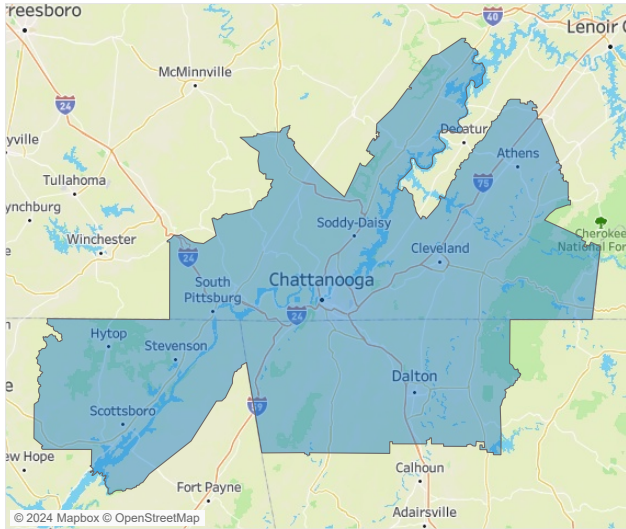 reesboro
40
Lenoir C
McMinnville
24
yville
Decatur
Athens
Tullahoma
75
ynchburg
Soddy-Daisy
Cherokee
National Fore
Winchester
Cleveland
e
24
South
Pittsburg
Chattanooga
n
24
Hytop
Stevenson
e
Dalton
59
Scottsboro
ew Hope
Calhoun
Fort Payne
Adairsville
© 2024 Mapbox © OpenStreetMap